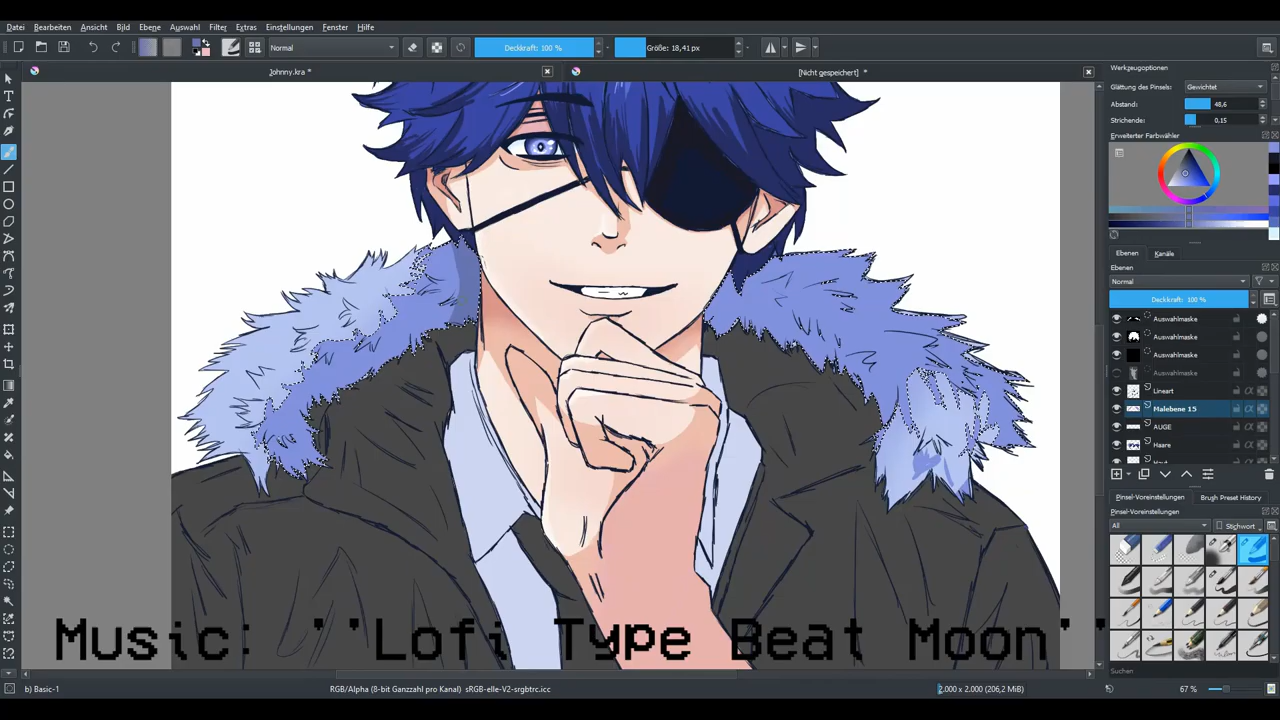 Datei Bearbeiten Ansicht Bild Ebene Auswahl Filter Extras Einstellungen Fenster Hilfe
Normal Deckkraft: 100 % Größe: 18,41 px
Johnny.kra *
[Nicht gespeichert] *
Werkzeugoptionen
Glättung des Pinsels: Gewichtet
Abstand: 48,6
Strichende: 0,15
Erweiterter Farbwähler
Ebenen Kanäle
Ebenen
Normal
Deckkraft: 100 %
Auswahlmaske
Auswahlmaske
Auswahlmaske
Auswahlmaske
Lineart
Malebene 15
AUGE
Haare
Pinsel-Voreinstellungen Brush Preset History
Pinsel-Voreinstellungen
All Stichwort
Suchen
Music: ''Lofi Type Beat Moon''
b) Basic-1 RGB/Alpha (8-bit Ganzzahl pro Kanal) sRGB-elle-V2-srgbtrc.icc 2.000 x 2.000 (206,2 MiB) 67 %